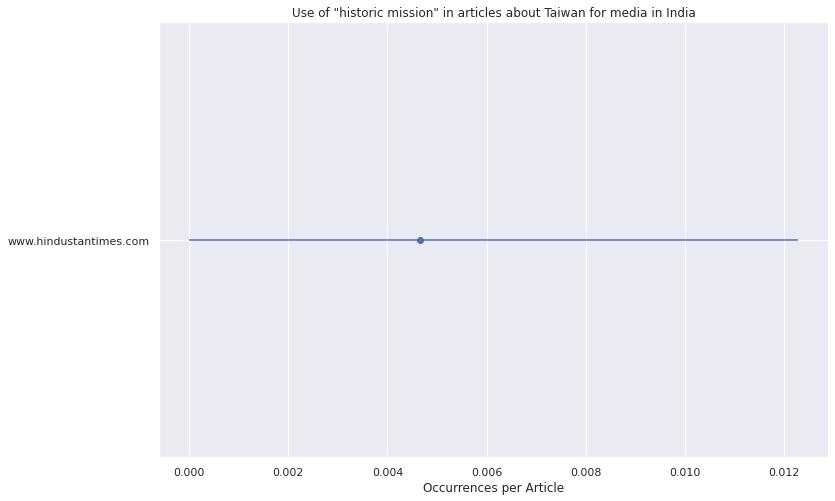 Use of "historic mission" in articles about Taiwan for media in India
www.hindustantimes.com
0.000 0.002 0.004 0.006 0.008 0.010 0.012
Occurrences per Article